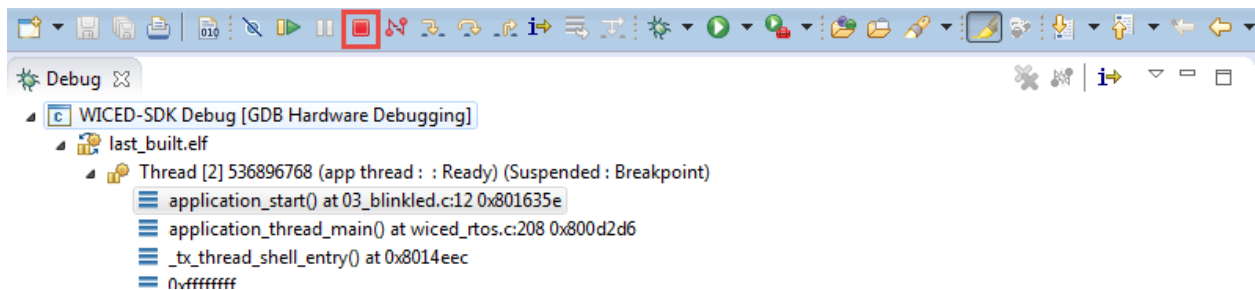 Debug
WICED-SDK Debug [GDB Hardware Debugging]
last_built.elf
Thread [2] 536896768 (app thread : : Ready) (Suspended : Breakpoint)
application_start() at 03_blinkled.c:12 0x801635e
application_thread_main() at wiced_rtos.c:208 0x800d2d6
_tx_thread_shell_entry() at 0x8014eec
0xffffffff